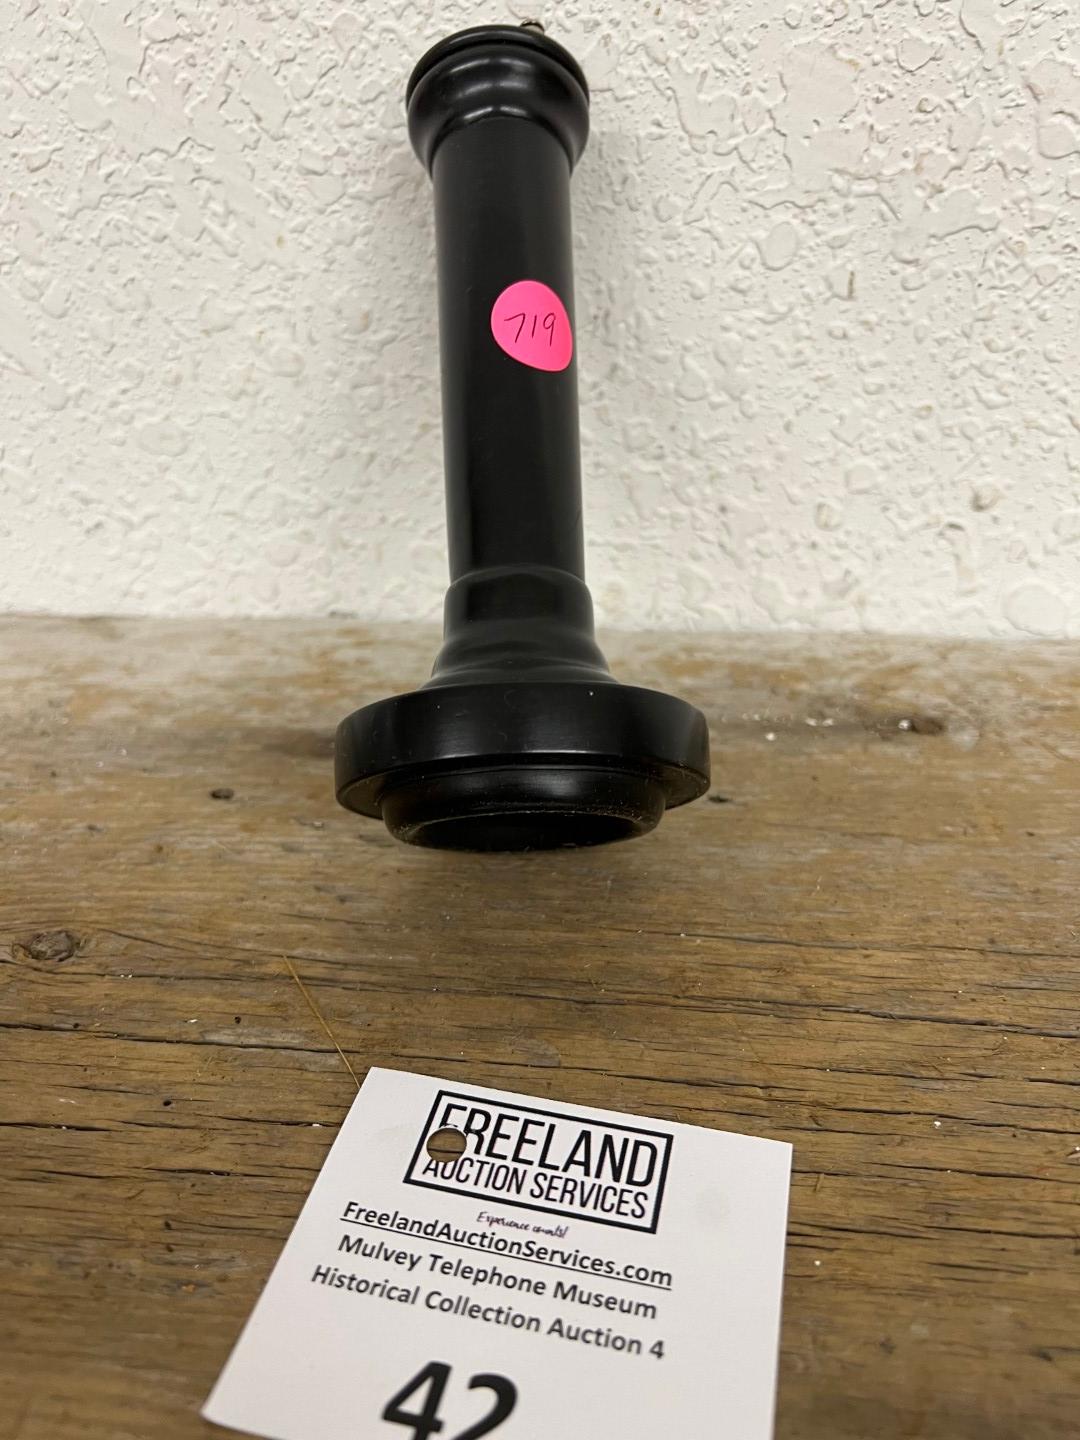 719
FREELAND
AUCTION SERVICES
Experience counts!
FreelandAuctionServices.com
Mulvey Telephone Museum
Historical Collection Auction 4
42